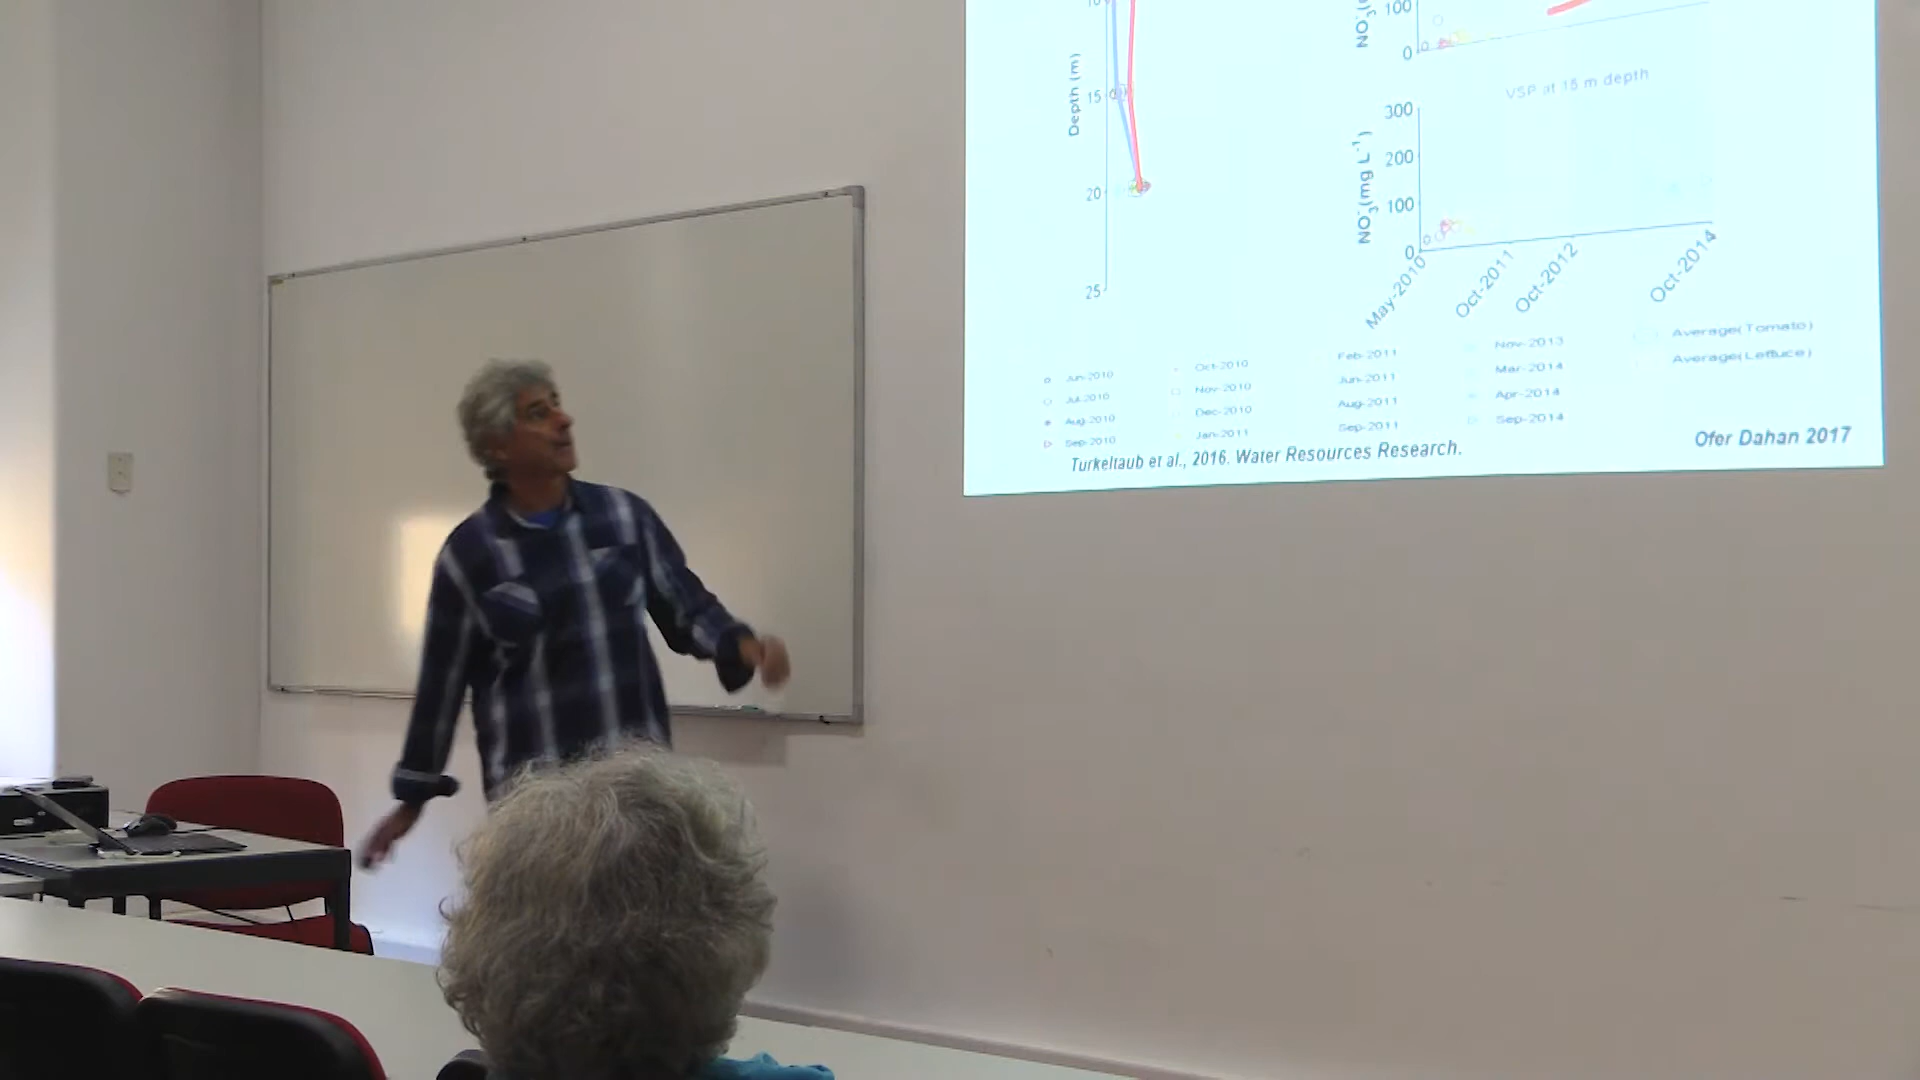 10
Depth (m)
15
20
25
NO3-(
100
0
VSP at 15 m depth
NO3-(mg L-1)
300
200
100
0
May-2010
Oct-2011
Oct-2012
Oct-2014
Jun-2010
Jul-2010
Aug-2010
Sep-2010
Oct-2010
Nov-2010
Dec-2010
Jan-2011
Feb-2011
Jun-2011
Aug-2011
Sep-2011
Nov-2013
Mar-2014
Apr-2014
Sep-2014
Average(Tomato)
Average(Lettuce)
Turkeltaub et al., 2016. Water Resources Research.
Ofer Dahan 2017